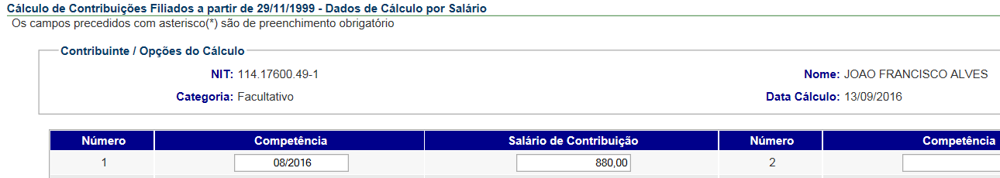 Cálculo de Contribuições Filiados a partir de 29/11/1999 - Dados de Cálculo por Salário
Os campos precedidos com asterisco(*) são de preenchimento obrigatório
Contribuinte / Opções do Cálculo
NIT: 114.17600.49-1 Nome: JOAO FRANCISCO ALVES
Categoria: Facultativo Data Cálculo: 13/09/2016
Número Competência Salário de Contribuição Número Competência
1 08/2016 880,00 2